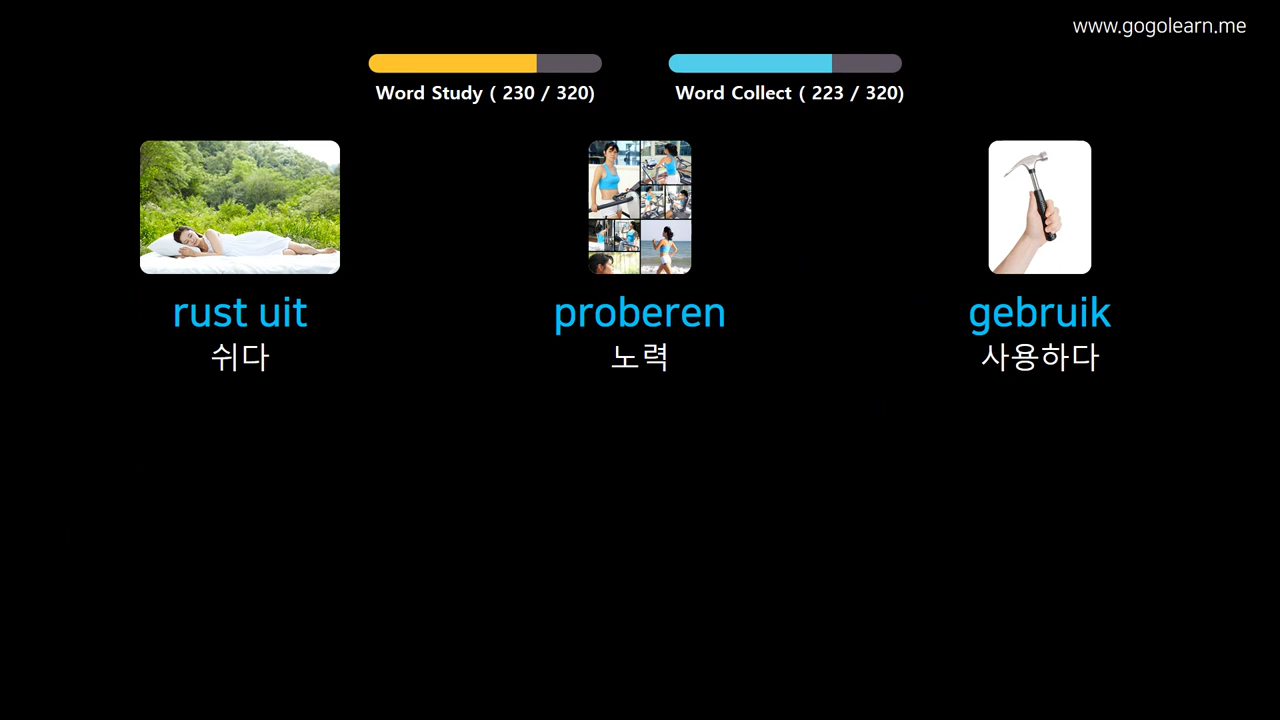 www.gogolearn.me
Word Study ( 230 / 320)
Word Collect ( 223 / 320)
rust uit
쉬다
proberen
노력
gebruik
사용하다